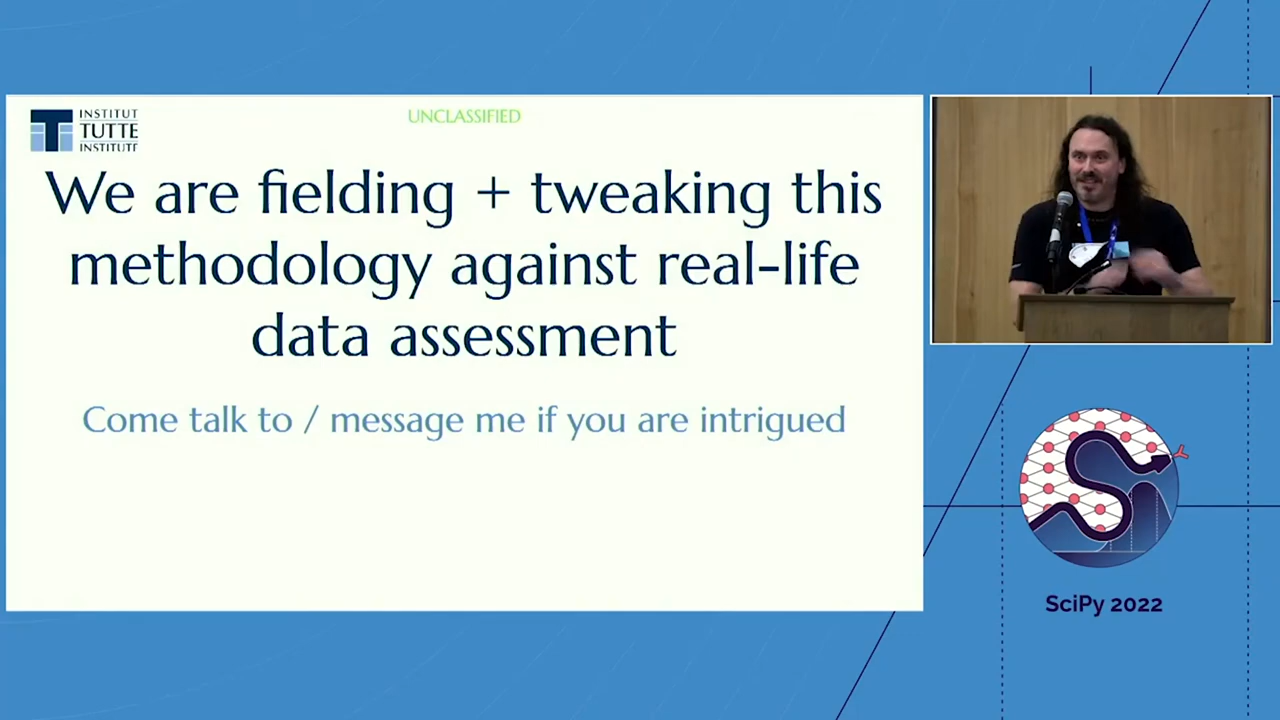 INSTITUT
TUTTE
INSTITUTE
UNCLASSIFIED
We are fielding + tweaking this
methodology against real-life
data assessment
Come talk to / message me if you are intrigued
SciPy 2022